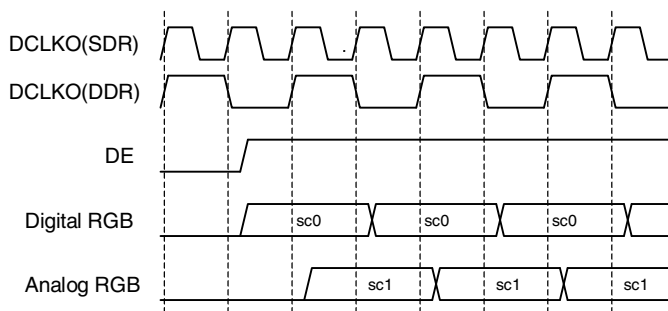 DCLKO(SDR)
DCLKO(DDR)
DE
Digital RGB sc0 sc0 sc0
Analog RGB sc1 sc1 sc1